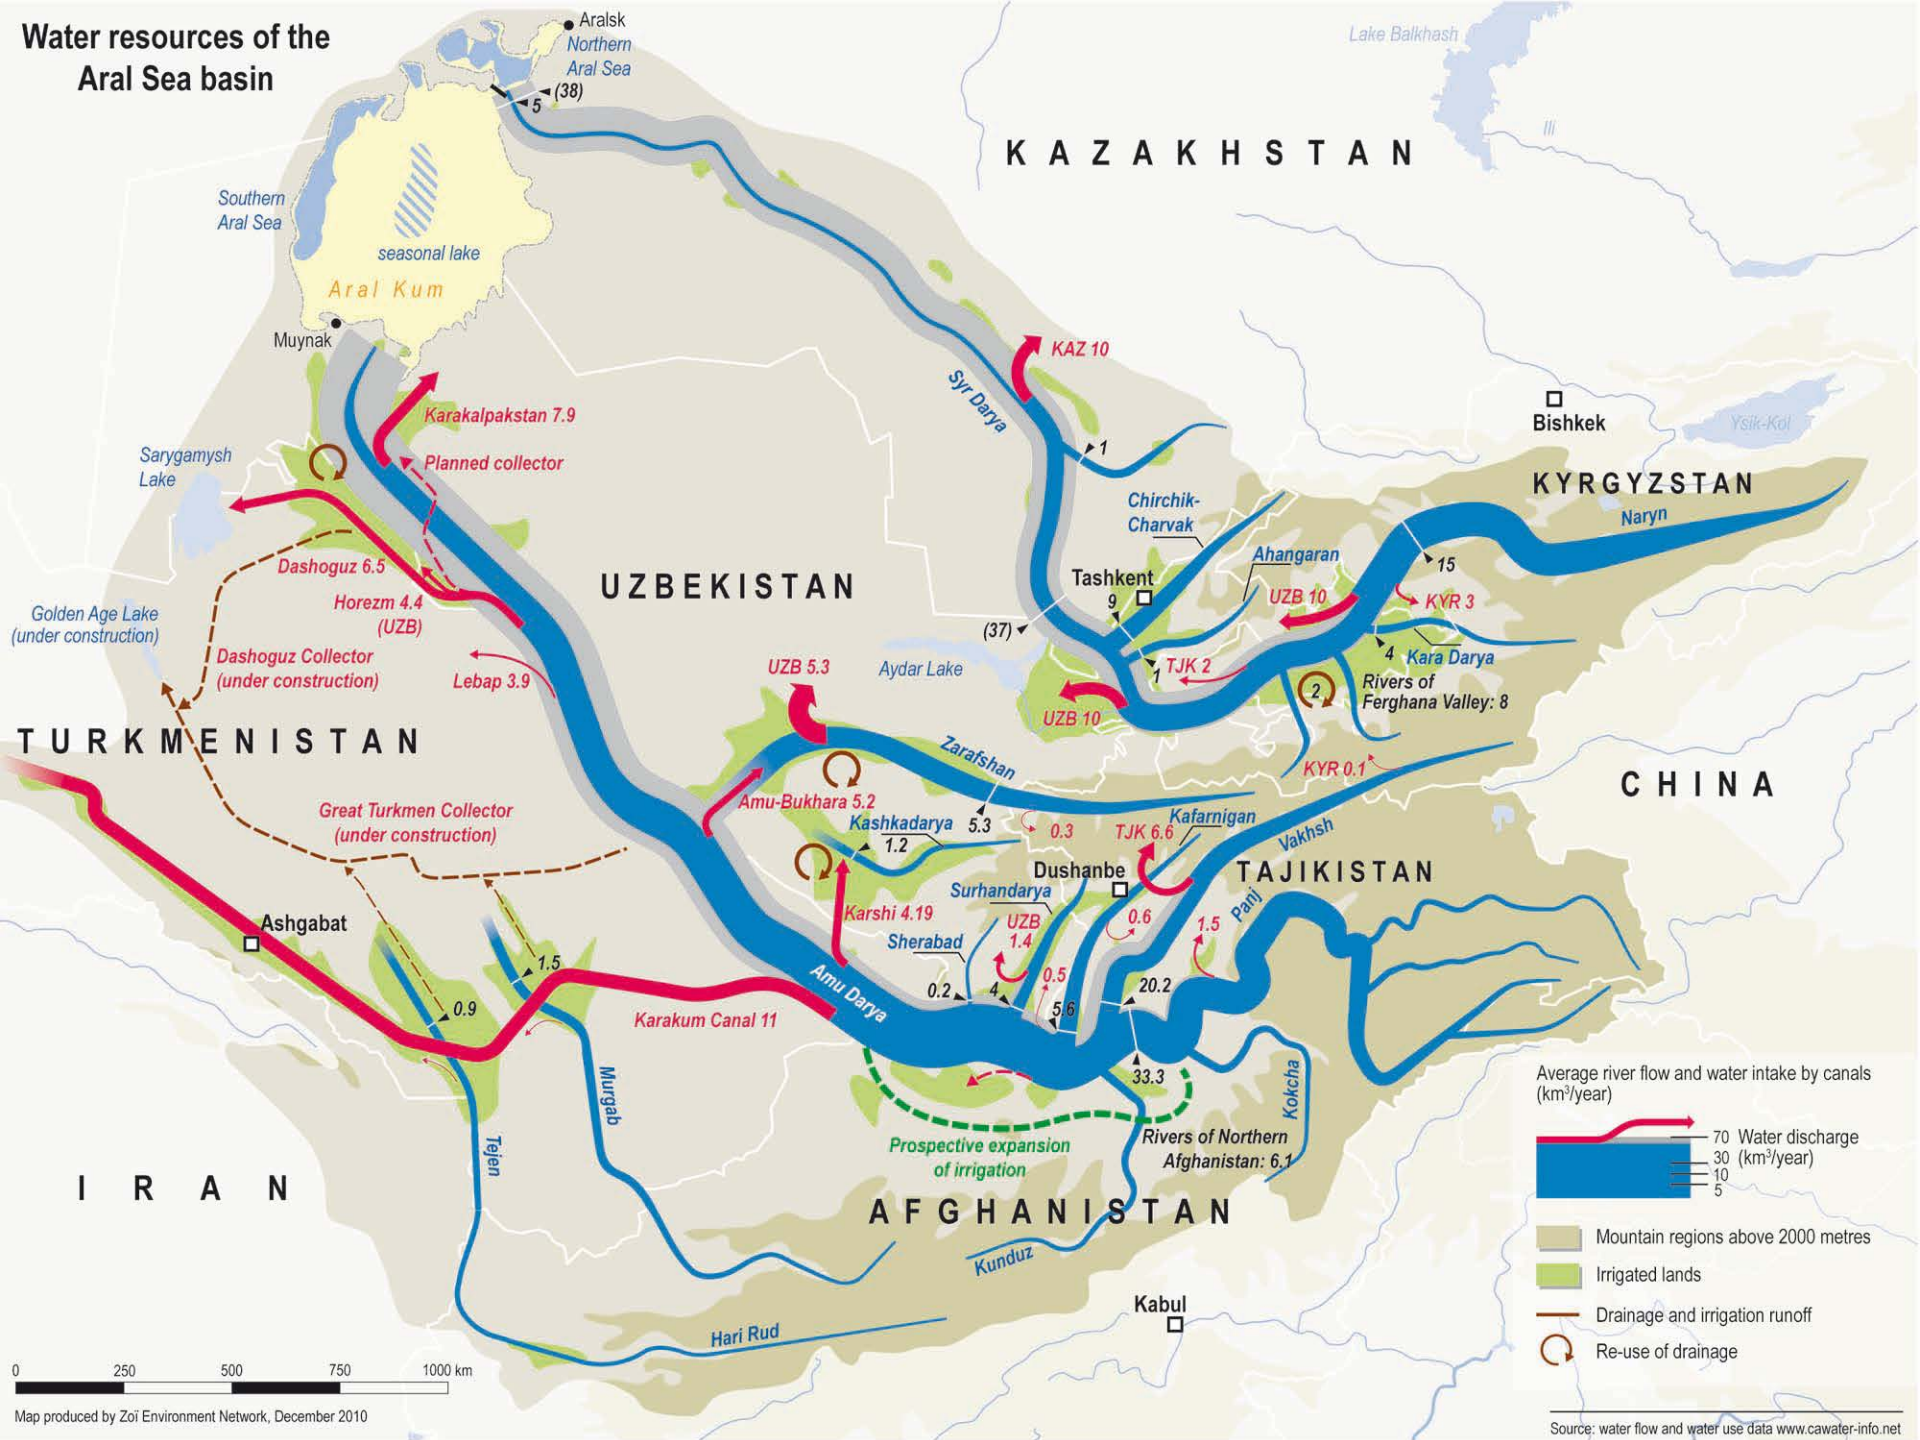 Water resources of the
Aral Sea basin
Aralsk
Northern
Aral Sea
(38)
5
Lake Balkhash
Ili
KAZAKHSTAN
Southern
Aral Sea
seasonal lake
Aral Kum
Muynak
KAZ 10
Syr Darya
Karakalpakstan 7.9
Planned collector
Sarygamysh
Lake
1
Bishkek
Ysik-Kol
KYRGYZSTAN
Naryn
Chirchik-
Charvak
Ahangaran
15
Dashoguz 6.5
Horezm 4.4
(UZB)
UZBEKISTAN
Tashkent
9
UZB 10
KYR 3
(37)
Golden Age Lake
(under construction)
Dashoguz Collector
(under construction)
Lebap 3.9
UZB 5.3
Aydar Lake
1
TJK 2
4
Kara Darya
2
Rivers of
Ferghana Valley: 8
UZB 10
TURKMENISTAN
Zarafshan
KYR 0.1
CHINA
Great Turkmen Collector
(under construction)
Amu-Bukhara 5.2
Kashkadarya
1.2
5.3
0.3
TJK 6.6
Kafarnigan
Vakhsh
Dushanbe
TAJIKISTAN
Surhandarya
Panj
Ashgabat
Karshi 4.19
Sherabad
UZB
1.4
0.6
1.5
1.5
0.9
Karakum Canal 11
Amu Darya
0.2
4
0.5
5.6
20.2
33.3
Kokcha
Murgab
Tejen
Prospective expansion
of irrigation
Rivers of Northern
Afghanistan: 6.1
IRAN
AFGHANISTAN
Kunduz
Kabul
Hari Rud
Average river flow and water intake by canals
(km³/year)
70 Water discharge
30 (km³/year)
10
5
Mountain regions above 2000 metres
Irrigated lands
Drainage and irrigation runoff
Re-use of drainage
0 250 500 750 1000 km
Map produced by Zoï Environment Network, December 2010
Source: water flow and water use data www.cawater-info.net